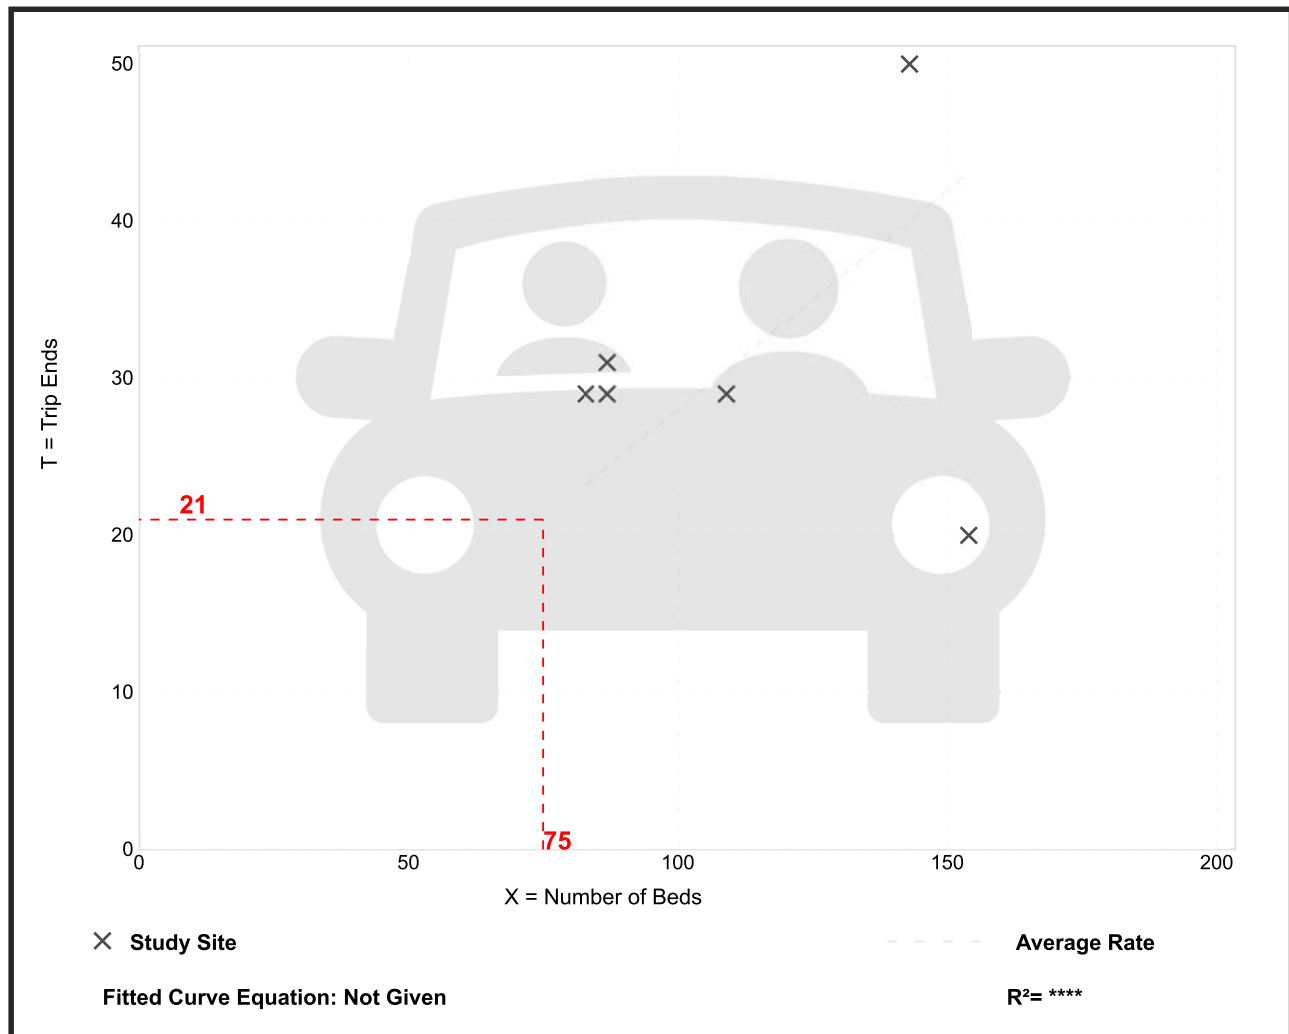 50
40
30
20
10
0
T = Trip Ends
21
75
0 50 100 150 200
X = Number of Beds
Study Site
Average Rate
Fitted Curve Equation: Not Given
R²= ****